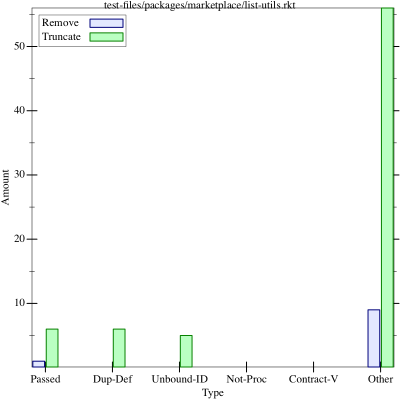 test-files/packages/marketplace/list-utils.rkt
Remove
Truncate
50
40
30
20
10
Amount
Passed Dup-Def Unbound-ID Not-Proc Contract-V Other
Type